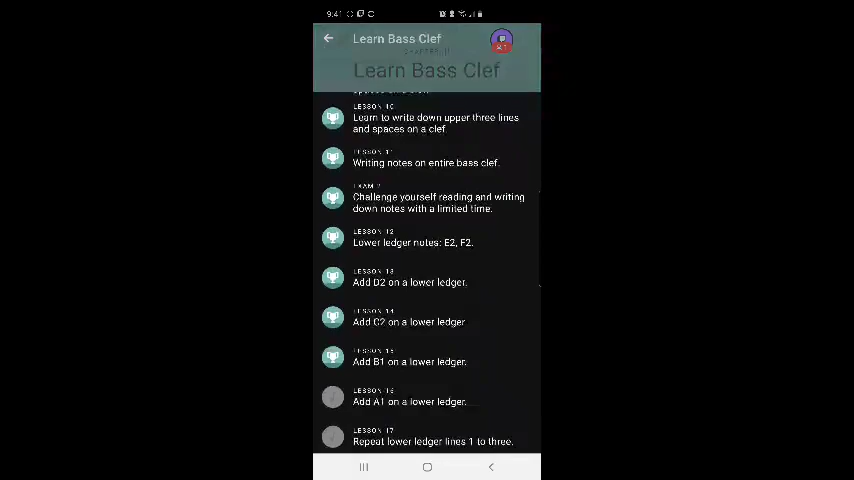 9:41
Learn Bass Clef
Learn Bass Clef
LESSON 10
Learn to write down upper three lines
and spaces on a clef.
LESSON 11
Writing notes on entire bass clef.
EXAM 2
Challenge yourself reading and writing
down notes with a limited time.
LESSON 12
Lower ledger notes: E2, F2.
LESSON 13
Add D2 on a lower ledger.
LESSON 14
Add C2 on a lower ledger
LESSON 15
Add B1 on a lower ledger.
LESSON 16
Add A1 on a lower ledger.
LESSON 17
Repeat lower ledger lines 1 to three.